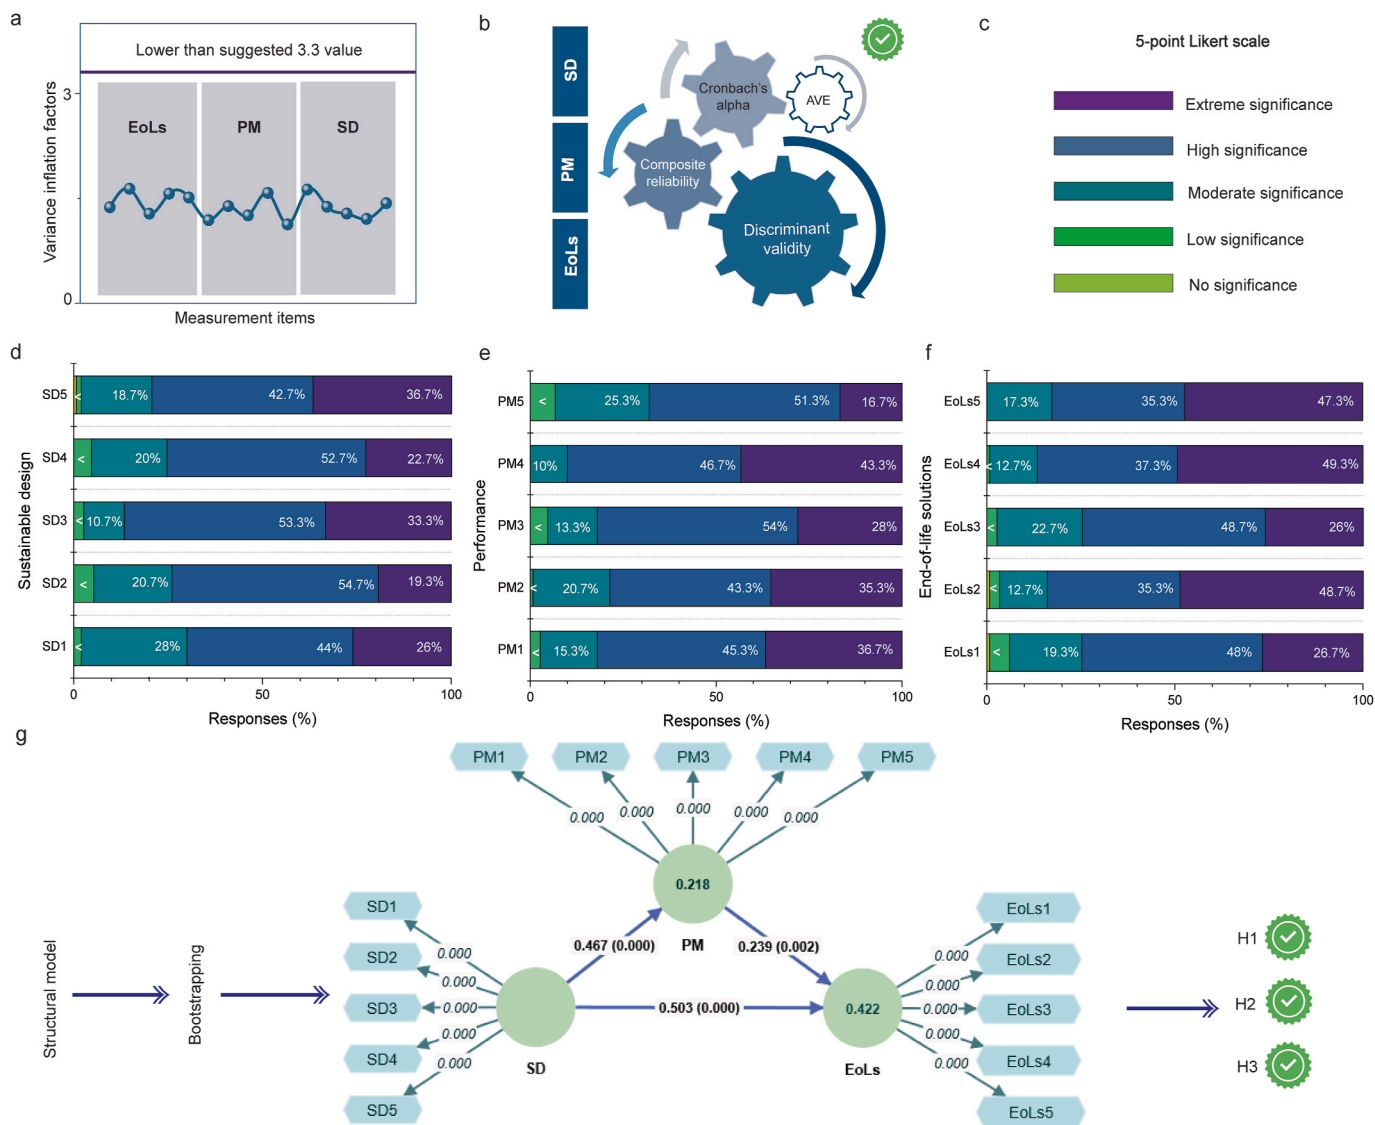 a
Lower than suggested 3.3 value
Variance inflation factors
3
0
EoLs
PM
SD
Measurement items
b
SD
PM
EoLs
Cronbach's
alpha
AVE
Composite
reliability
Discriminant
validity
c
5-point Likert scale
Extreme significance
High significance
Moderate significance
Low significance
No significance
d
Sustainable design
SD5
<
18.7%
42.7%
36.7%
SD4
<
20%
52.7%
22.7%
SD3
<
10.7%
53.3%
33.3%
SD2
<
20.7%
54.7%
19.3%
SD1
<
28%
44%
26%
0
50
100
Responses (%)
e
Performance
PM5
<
25.3%
51.3%
16.7%
PM4
10%
46.7%
43.3%
PM3
<
13.3%
54%
28%
PM2
<
20.7%
43.3%
35.3%
PM1
<
15.3%
45.3%
36.7%
0
50
100
Responses (%)
f
End-of-life solutions
EoLs5
17.3%
35.3%
47.3%
EoLs4
<
12.7%
37.3%
49.3%
EoLs3
<
22.7%
48.7%
26%
EoLs2
<
12.7%
35.3%
48.7%
EoLs1
<
19.3%
48%
26.7%
0
50
100
Responses (%)
g
Structural model
Bootstrapping
PM1
PM2
PM3
PM4
PM5
0.000
0.000
0.000
0.000
0.000
0.218
PM
SD1
SD2
SD3
SD4
SD5
0.000
0.000
0.000
0.000
0.000
SD
0.467 (0.000)
0.239 (0.002)
0.503 (0.000)
0.422
EoLs
0.000
0.000
0.000
0.000
0.000
EoLs1
EoLs2
EoLs3
EoLs4
EoLs5
H1
H2
H3